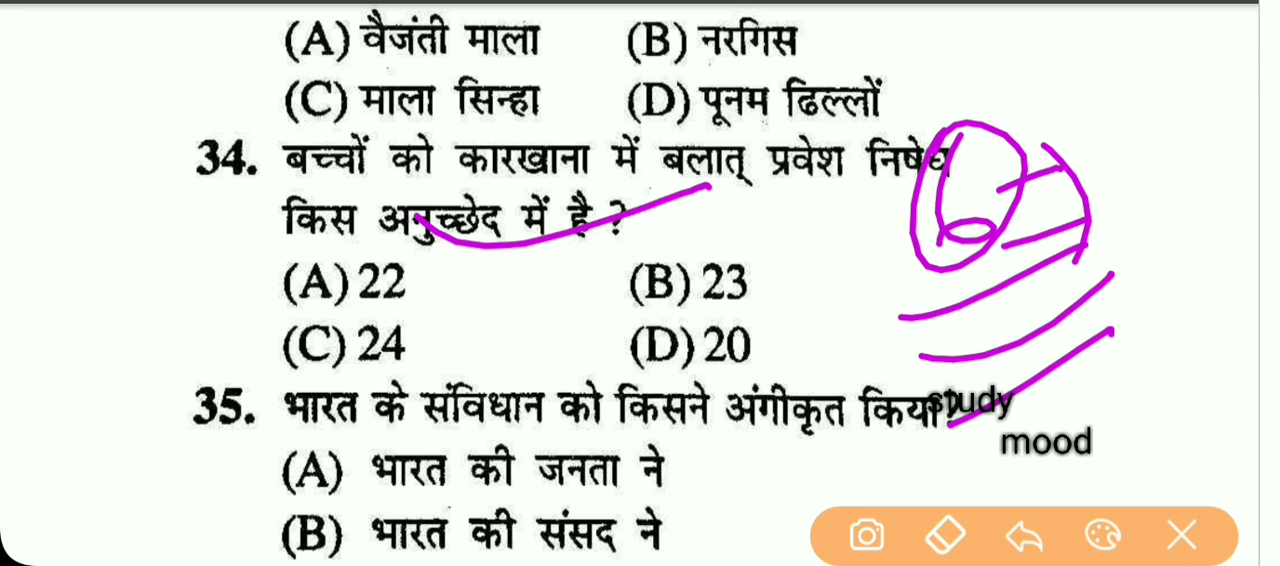 (A) वैजंती माला (B) नरगिस
(C) माला सिन्हा (D) पूनम ढिल्लों
34. बच्चों को कारखाना में बलात् प्रवेश निषेध
किस अनुच्छेद में है ?
(A) 22 (B) 23
(C) 24 (D) 20
35. भारत के संविधान को किसने अंगीकृत किया?
(A) भारत की जनता ने
(B) भारत की संसद ने
study
mood